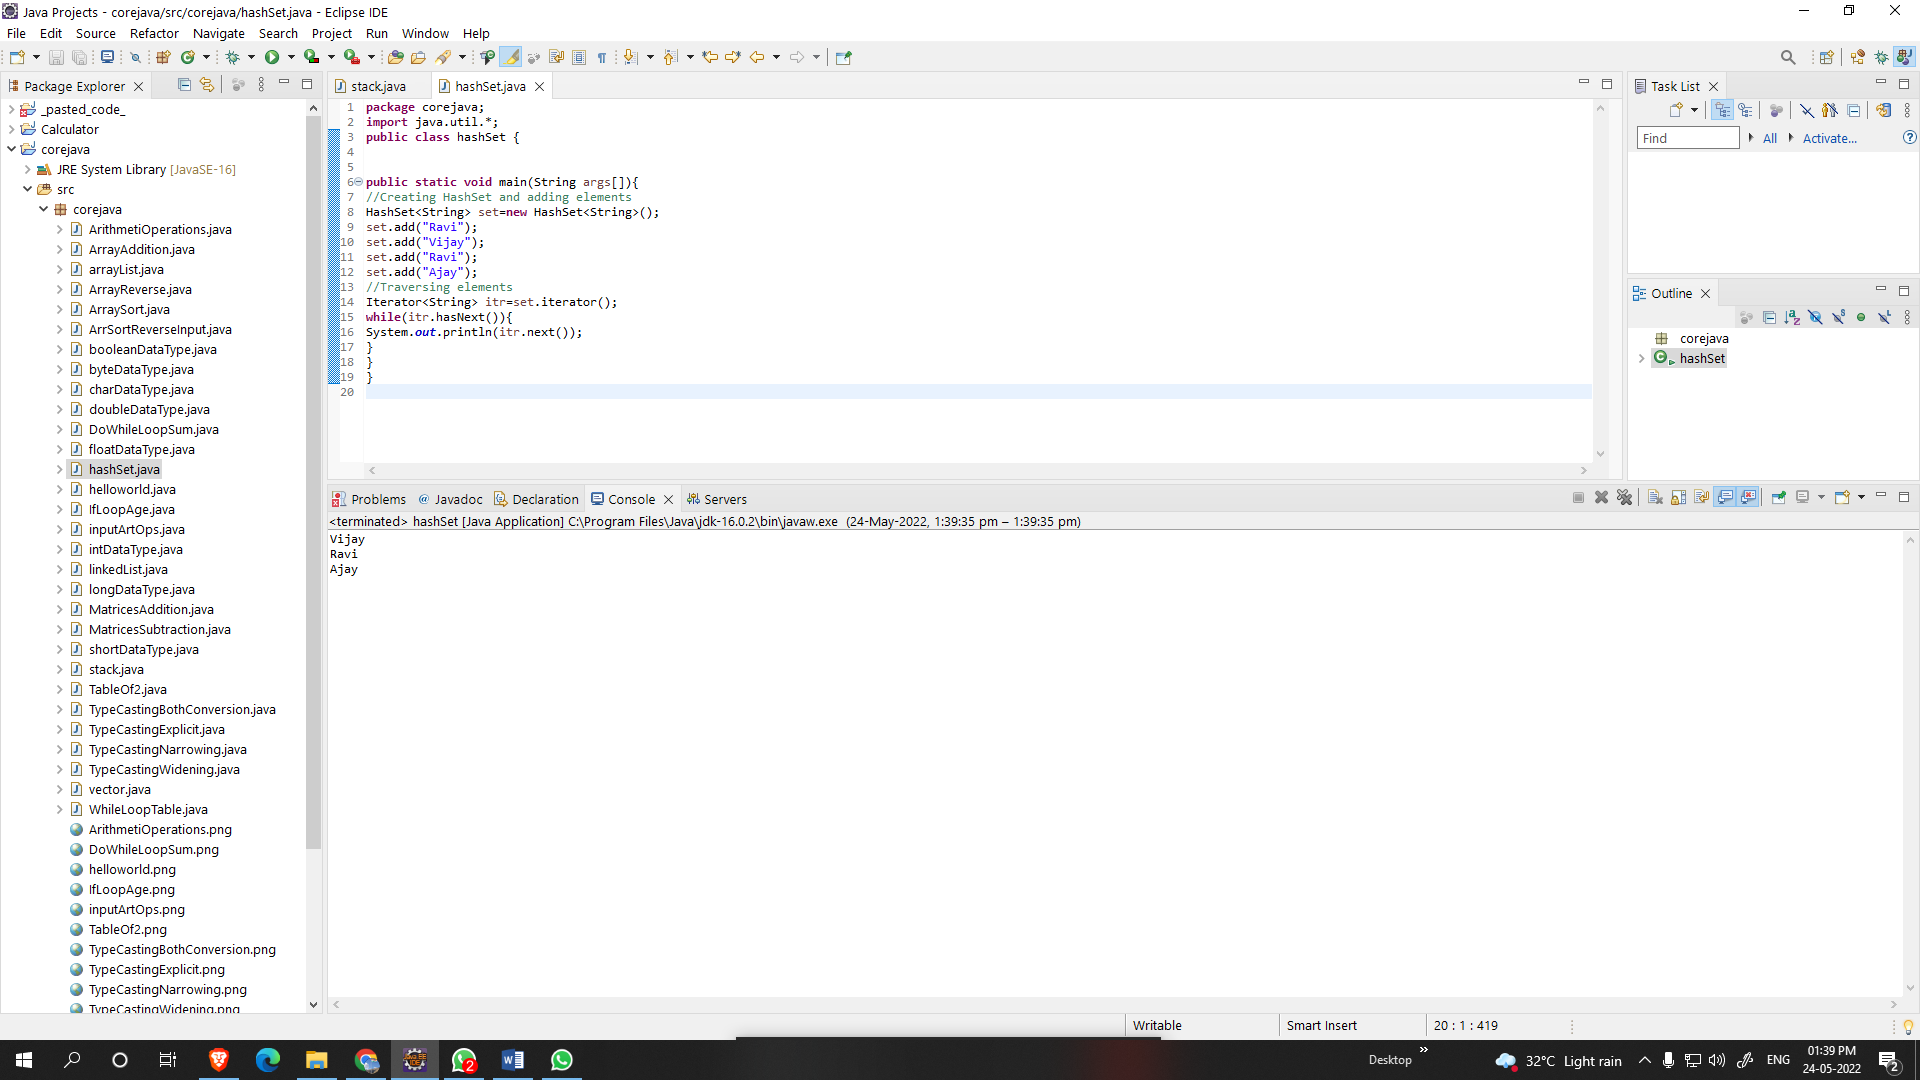 Java Projects - corejava/src/corejava/hashSet.java - Eclipse IDE
File Edit Source Refactor Navigate Search Project Run Window Help
Package Explorer
_pasted_code_
Calculator
corejava
JRE System Library [JavaSE-16]
src
corejava
ArithmetiOperations.java
ArrayAddition.java
arrayList.java
ArrayReverse.java
ArraySort.java
ArrSortReverseInput.java
booleanDataType.java
byteDataType.java
charDataType.java
doubleDataType.java
DoWhileLoopSum.java
floatDataType.java
hashSet.java
helloworld.java
IfLoopAge.java
inputArtOps.java
intDataType.java
linkedList.java
longDataType.java
MatricesAddition.java
MatricesSubtraction.java
shortDataType.java
stack.java
TableOf2.java
TypeCastingBothConversion.java
TypeCastingExplicit.java
TypeCastingNarrowing.java
TypeCastingWidening.java
vector.java
WhileLoopTable.java
ArithmetiOperations.png
DoWhileLoopSum.png
helloworld.png
IfLoopAge.png
inputArtOps.png
TableOf2.png
TypeCastingBothConversion.png
TypeCastingExplicit.png
TypeCastingNarrowing.png
TypeCastingWidening.png
stack.java hashSet.java
1 package corejava;
2 import java.util.*;
3 public class hashSet {
4
5
6 public static void main(String args[]){
7 //Creating HashSet and adding elements
8 HashSet<String> set=new HashSet<String>();
9 set.add("Ravi");
10 set.add("Vijay");
11 set.add("Ravi");
12 set.add("Ajay");
13 //Traversing elements
14 Iterator<String> itr=set.iterator();
15 while(itr.hasNext()){
16 System.out.println(itr.next());
17 }
18 }
19 }
20
Task List
Find All Activate...
Outline
corejava
hashSet
Problems Javadoc Declaration Console Servers
<terminated> hashSet [Java Application] C:\Program Files\Java\jdk-16.0.2\bin\javaw.exe (24-May-2022, 1:39:35 pm – 1:39:35 pm)
Vijay
Ravi
Ajay
Writable Smart Insert 20 : 1 : 419
Desktop 32°C Light rain ENG 01:39 PM
24-05-2022